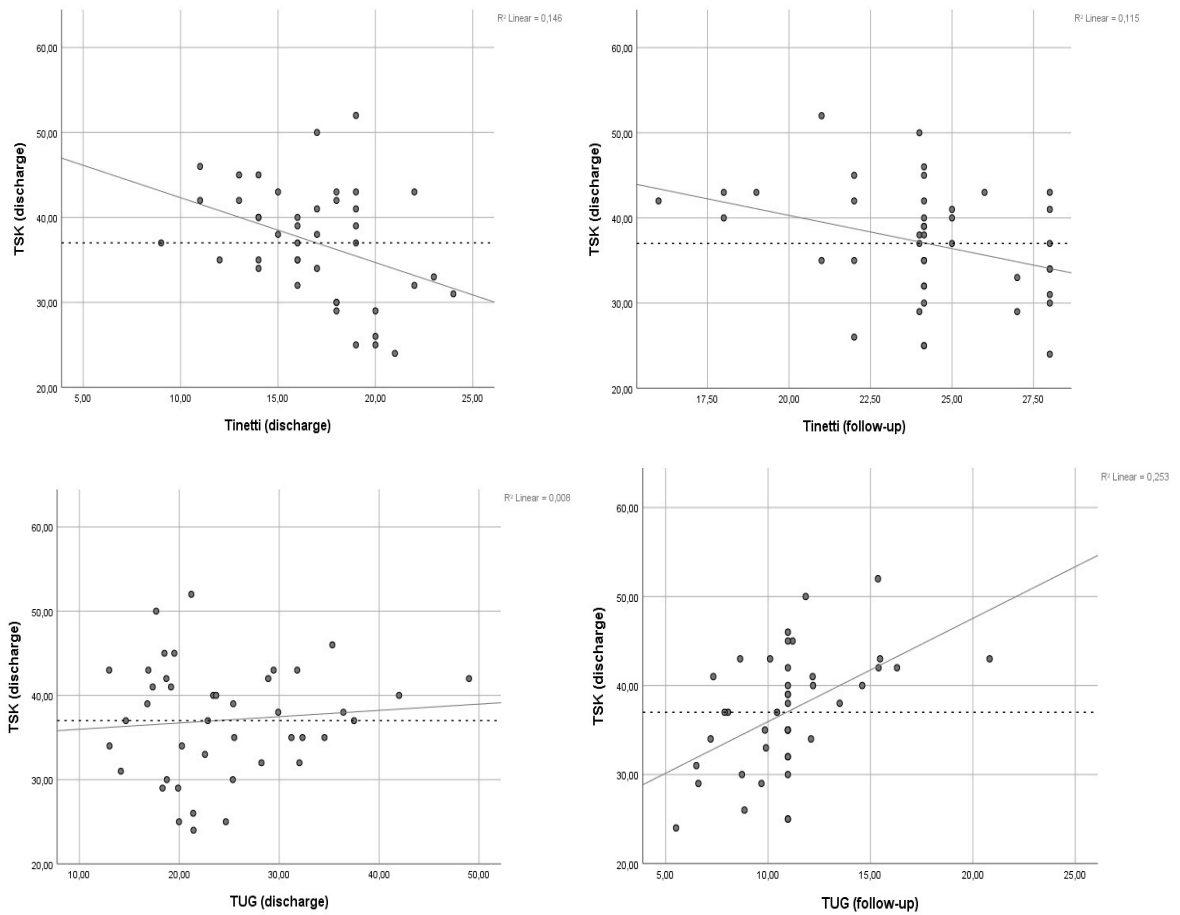 R² Linear = 0,146
60,00
50,00
40,00
30,00
20,00
TSK (discharge)
5,00 10,00 15,00 20,00 25,00
Tinetti (discharge)
R² Linear = 0,115
60,00
50,00
40,00
30,00
20,00
TSK (discharge)
17,50 20,00 22,50 25,00 27,50
Tinetti (follow-up)
R² Linear = 0,008
60,00
50,00
40,00
30,00
20,00
TSK (discharge)
10,00 20,00 30,00 40,00 50,00
TUG (discharge)
R² Linear = 0,253
60,00
50,00
40,00
30,00
20,00
TSK (discharge)
5,00 10,00 15,00 20,00 25,00
TUG (follow-up)